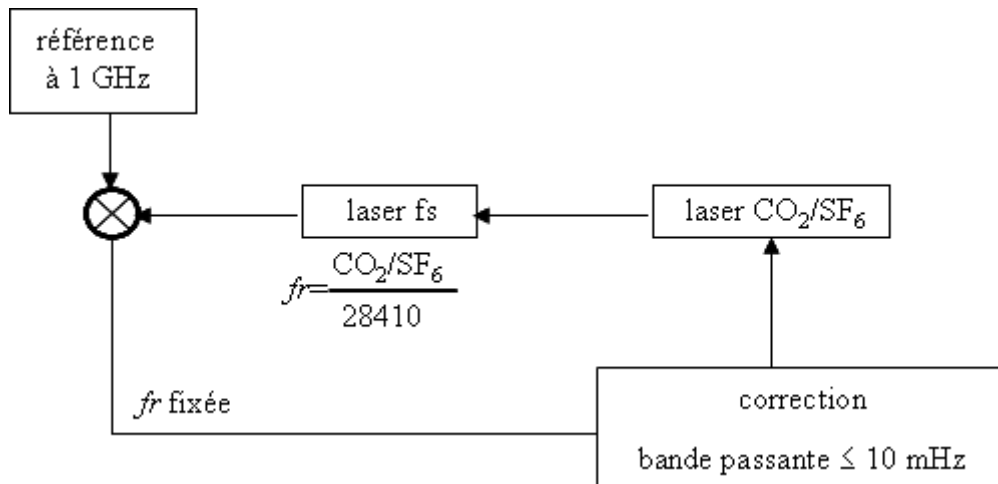 référence
à 1 GHz
laser fs
laser CO₂/SF₆
fr=CO₂/SF₆
28410
fr fixée
correction
bande passante ≤ 10 mHz